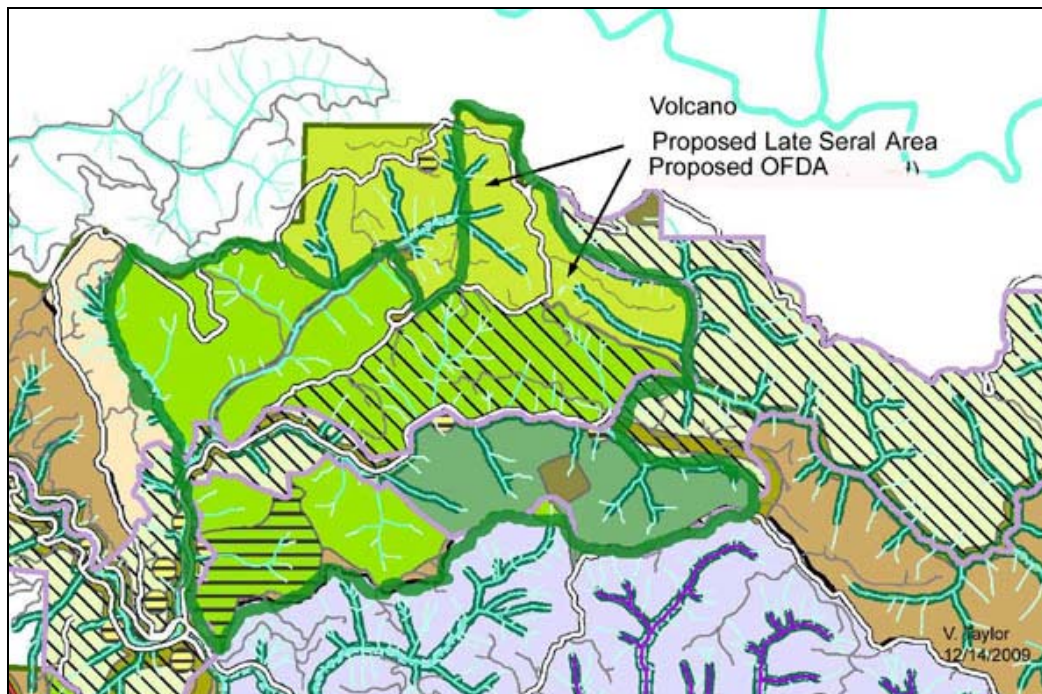 Volcano
Proposed Late Seral Area
Proposed OFDA
V. Taylor
12/14/2009